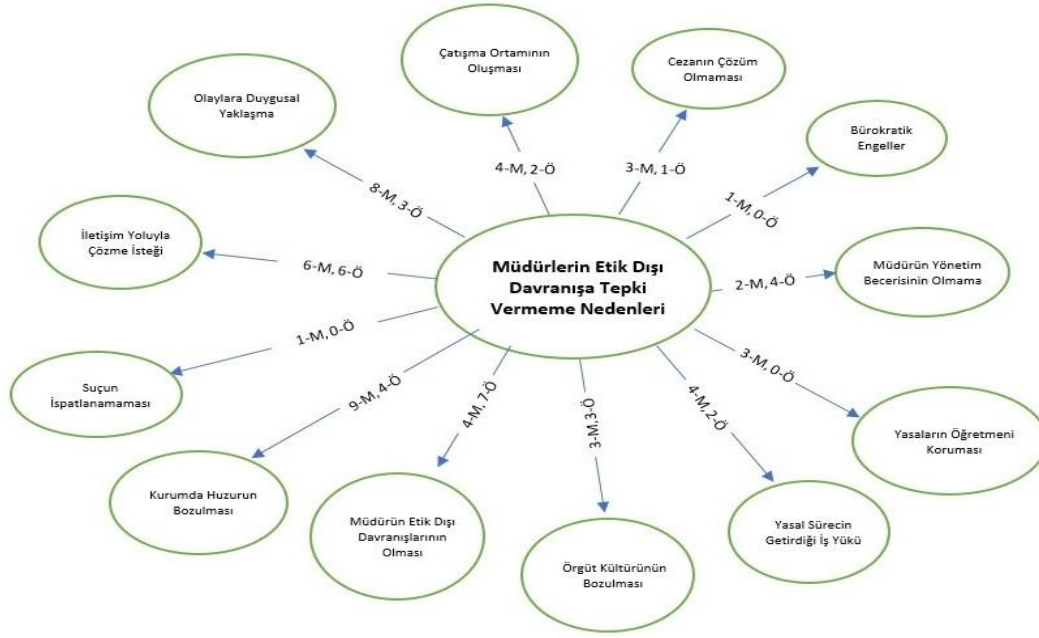 Çatışma Ortamının
Oluşması
Cezanın Çözüm
Olmaması
Olaylara Duygusal
Yaklaşma
Bürokratik
Engeller
4-M, 2-Ö
3-M, 1-Ö
8-M, 3-Ö
1-M, 0-Ö
İletişim Yoluyla
Çözme İsteği
6-M, 6-Ö
Müdürlerin Etik Dışı
Davranışa Tepki
Vermeme Nedenleri
2-M, 4-Ö
Müdürün Yönetim
Becerisinin Olmama
1-M, 0-Ö
3-M, 0-Ö
Suçun
İspatlanamaması
9-M, 4-Ö
4-M, 7-Ö
3-M,3-Ö
4-M, 2-Ö
Yasaların Öğretmeni
Koruması
Kurumda Huzurun
Bozulması
Müdürün Etik Dışı
Davranışlarının
Olması
Örgüt Kültürünün
Bozulması
Yasal Sürecin
Getirdiği İş Yükü